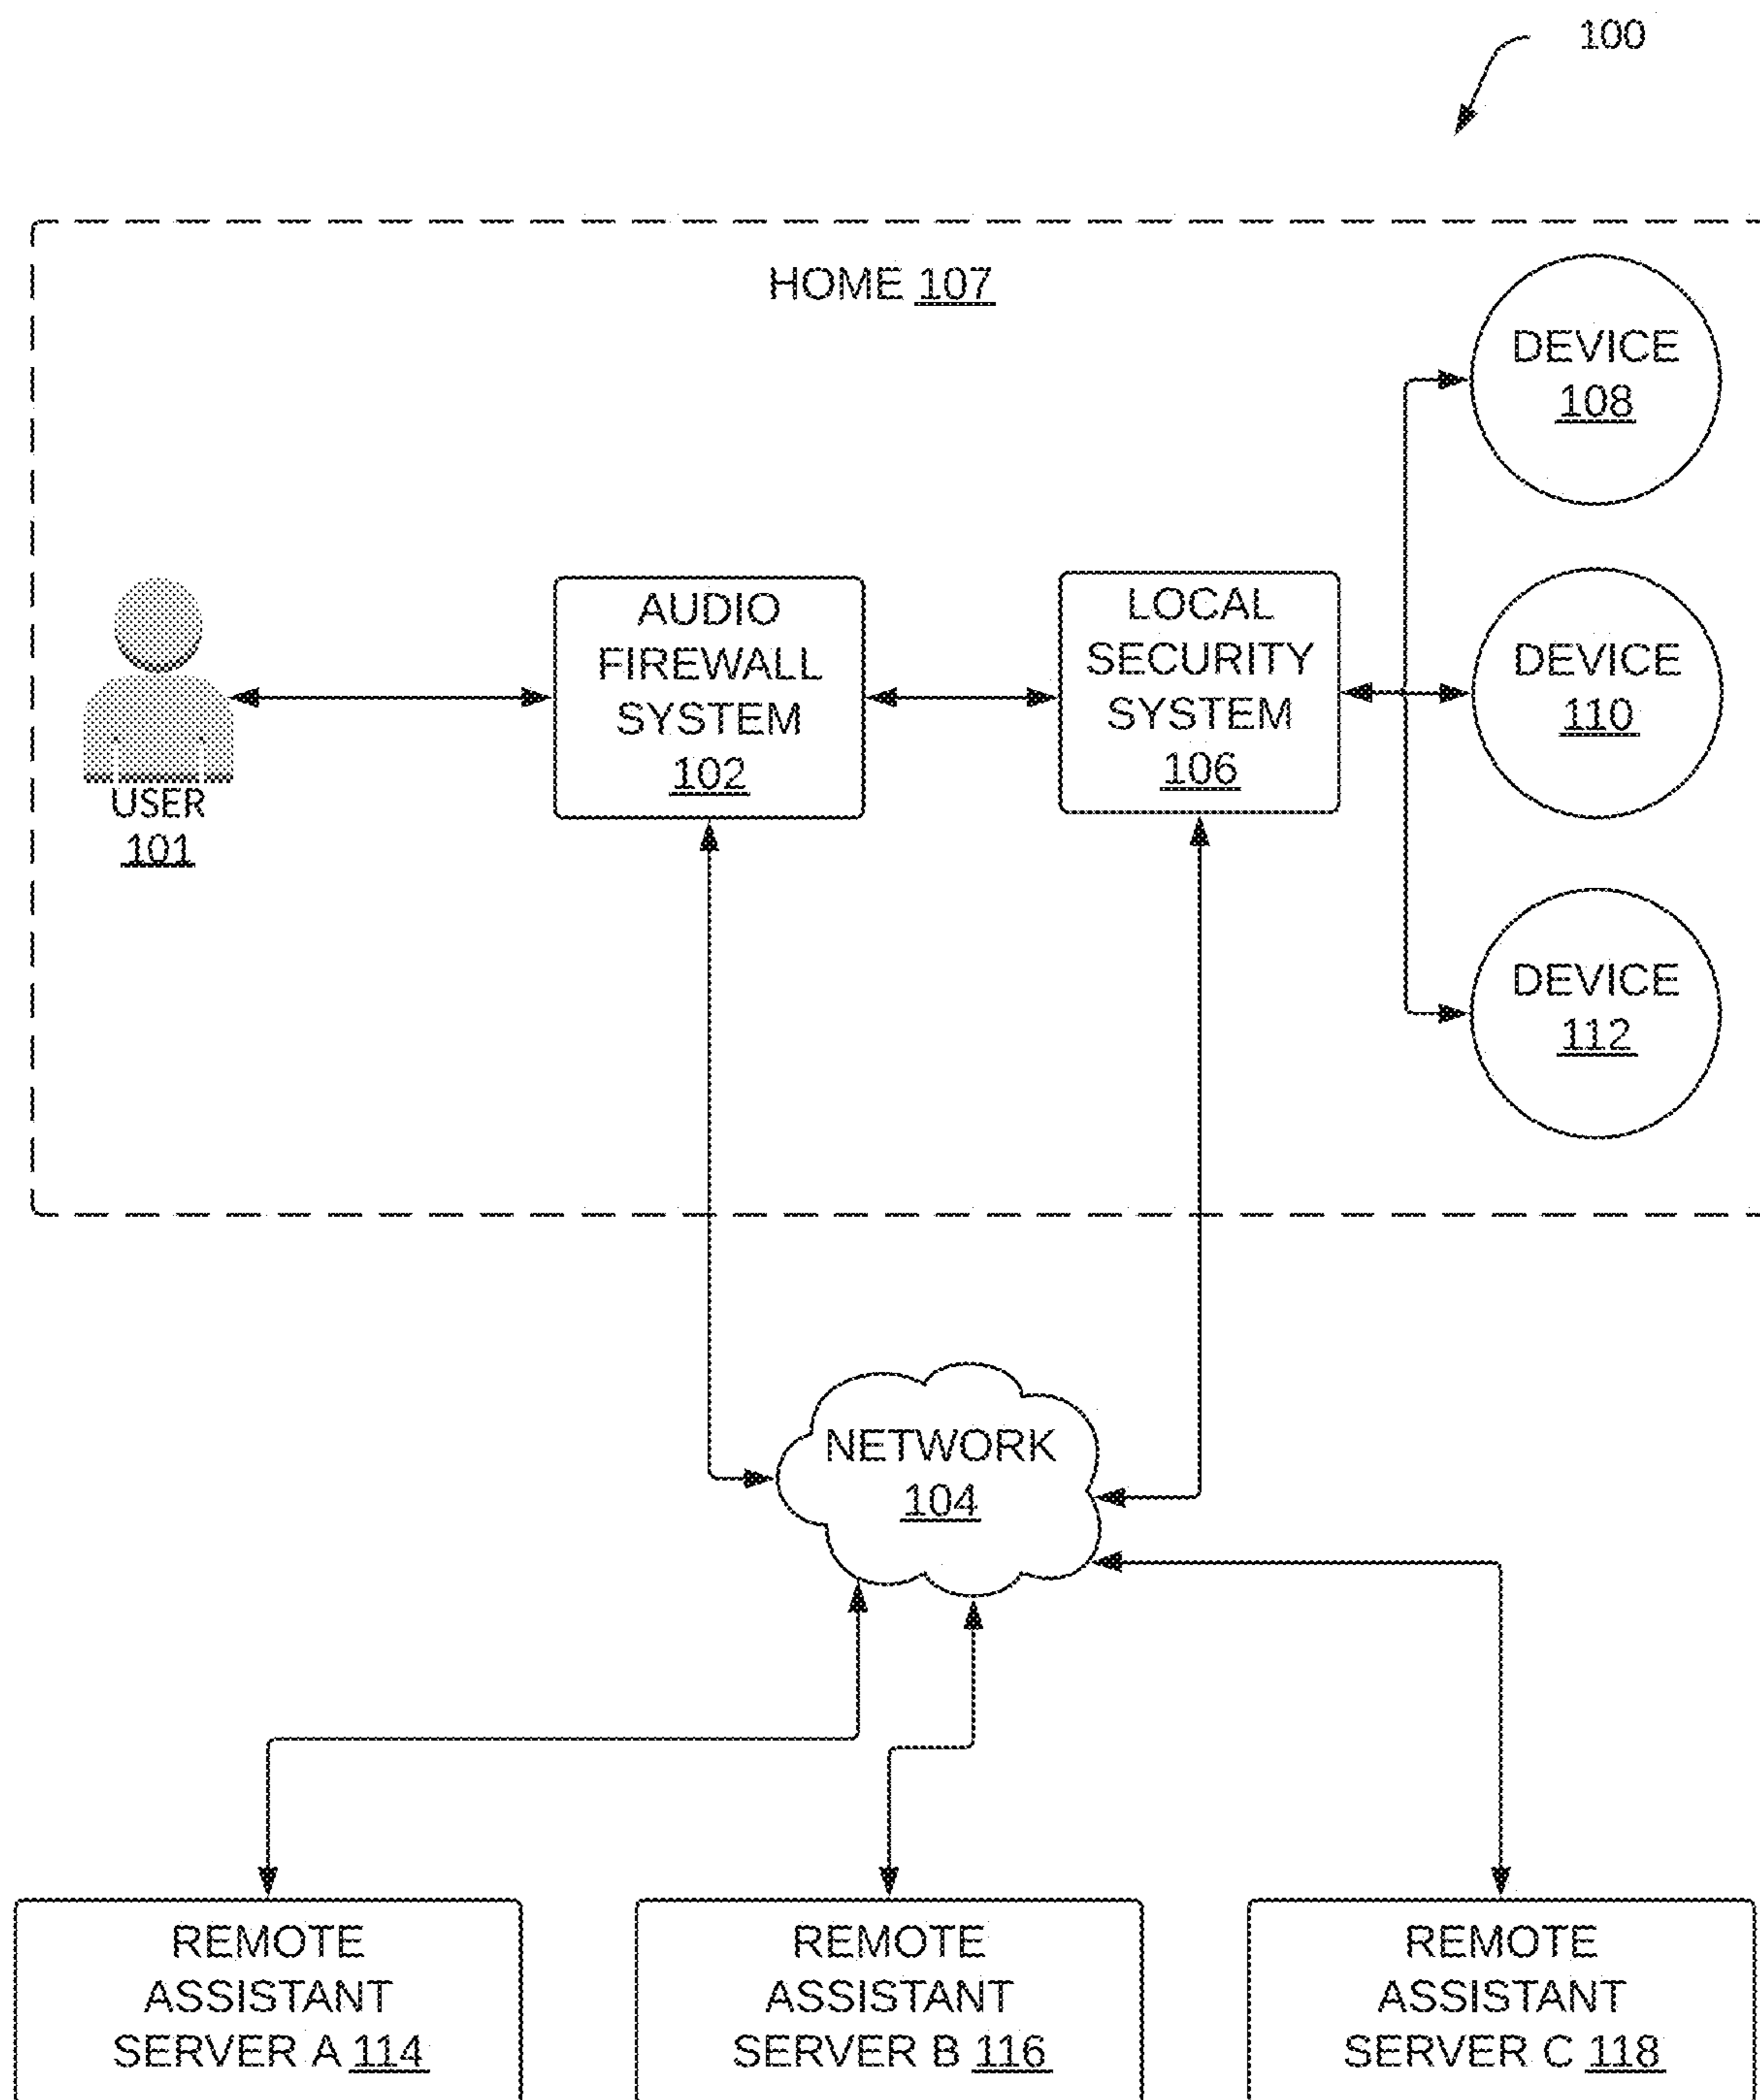 100
HOME 107
DEVICE
108
AUDIO
FIREWALL
SYSTEM
102
LOCAL
SECURITY
SYSTEM
106
DEVICE
110
USER
101
DEVICE
112
NETWORK
104
REMOTE
ASSISTANT
SERVER A 114
REMOTE
ASSISTANT
SERVER B 116
REMOTE
ASSISTANT
SERVER C 118